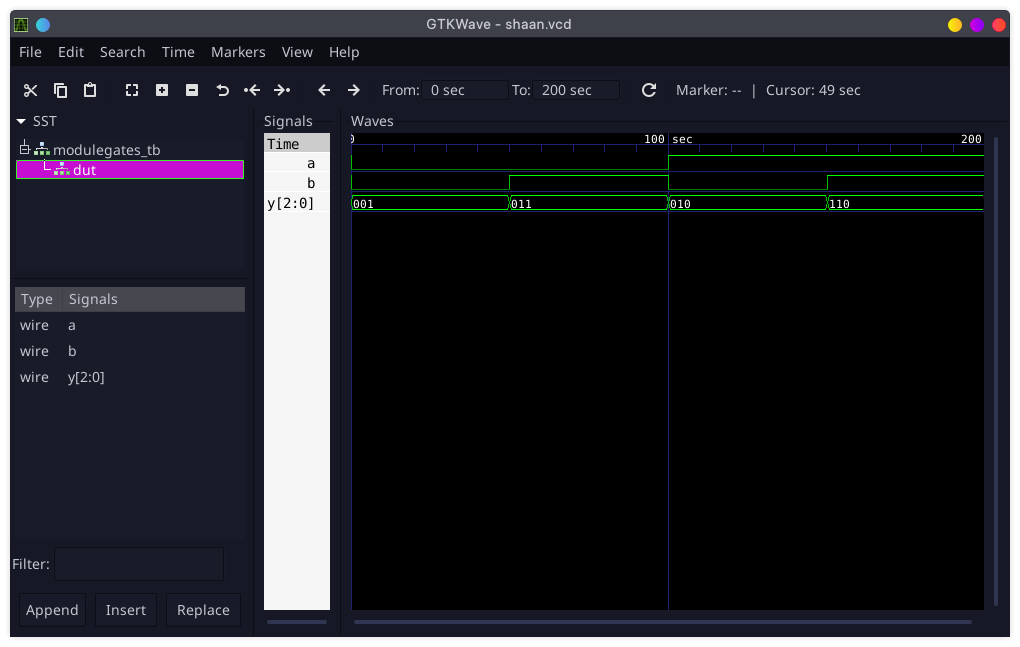 GTKWave - shaan.vcd
File Edit Search Time Markers View Help
From: 0 sec To: 200 sec Marker: -- | Cursor: 49 sec
SST
modulegates_tb
dut
Type Signals
wire a
wire b
wire y[2:0]
Filter:
Append Insert Replace
Signals
Time
a
b
y[2:0]
Waves
0 100 sec 200
001 011 010 110